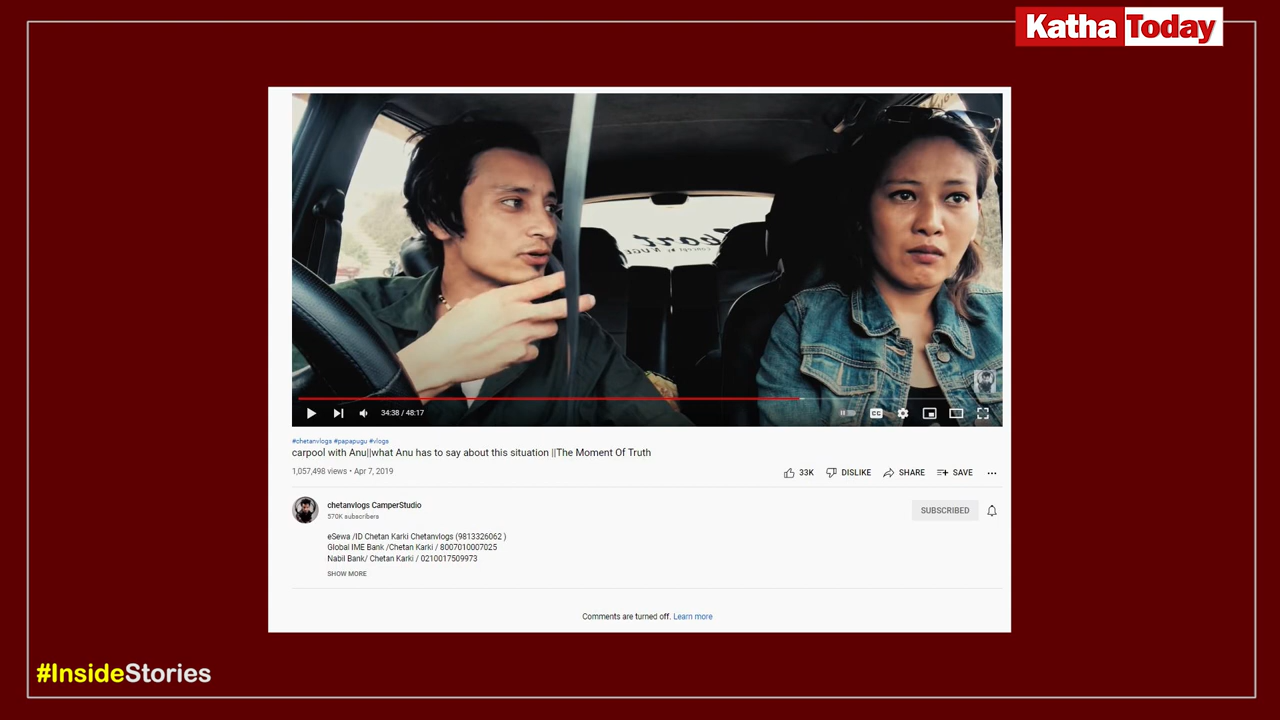 Katha Today
34:38 / 48:17
CC
#chetanvlogs #papapugu #vlogs
carpool with Anu||what Anu has to say about this situation ||The Moment Of Truth
1,057,498 views • Apr 7, 2019
33K DISLIKE SHARE SAVE
chetanvlogs CamperStudio
570K subscribers
SUBSCRIBED
eSewa /ID Chetan Karki Chetanvlogs (9813326062 )
Global IME Bank /Chetan Karki / 8007010007025
Nabil Bank/ Chetan Karki / 0210017509973
SHOW MORE
Comments are turned off. Learn more
#InsideStories